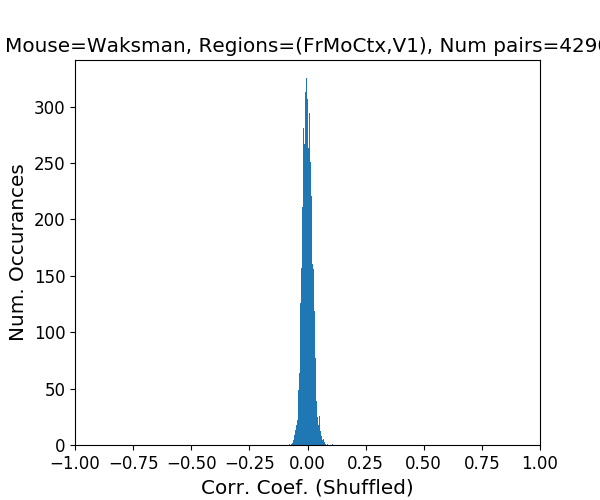 Mouse=Waksman, Regions=(FrMoCtx,V1), Num pairs=4290
Num. Occurances
300
250
200
150
100
50
0
−1.00 −0.75 −0.50 −0.25 0.00 0.25 0.50 0.75 1.00
Corr. Coef. (Shuffled)